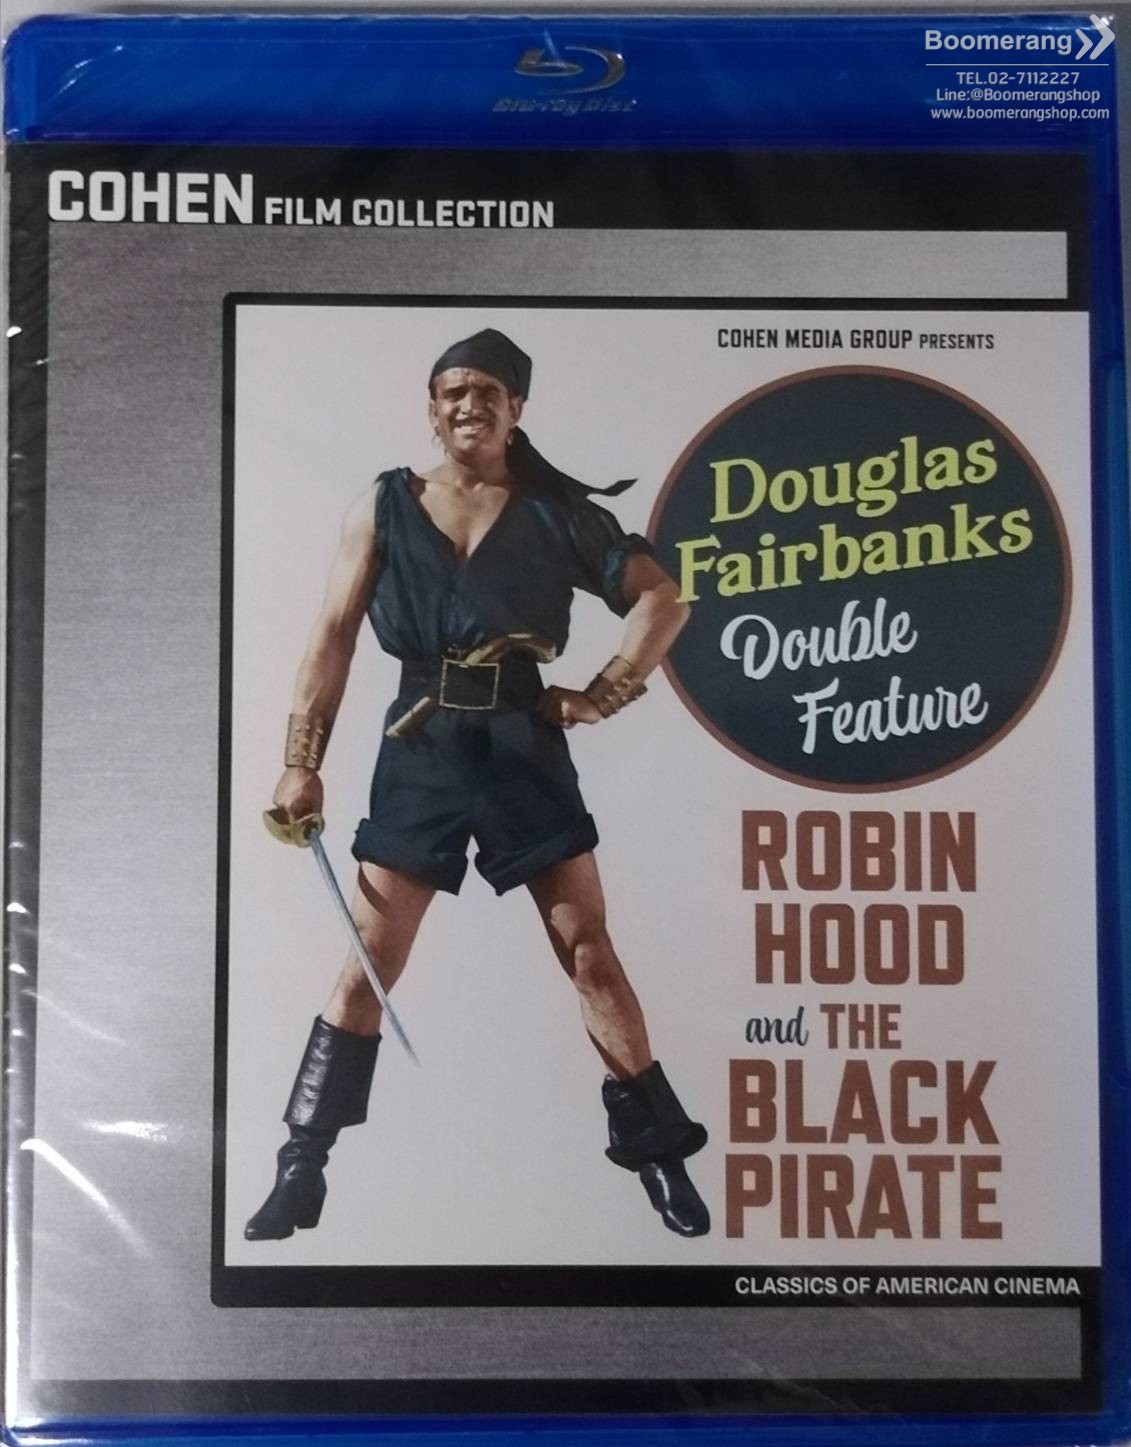 Boomerang
TEL.02-7112227
Line:@Boomerangshop
www.boomerangshop.com
Blu-ray Disc
COHEN FILM COLLECTION
COHEN MEDIA GROUP PRESENTS
Douglas
Fairbanks
Double
Feature
ROBIN
HOOD
and THE
BLACK
PIRATE
CLASSICS OF AMERICAN CINEMA